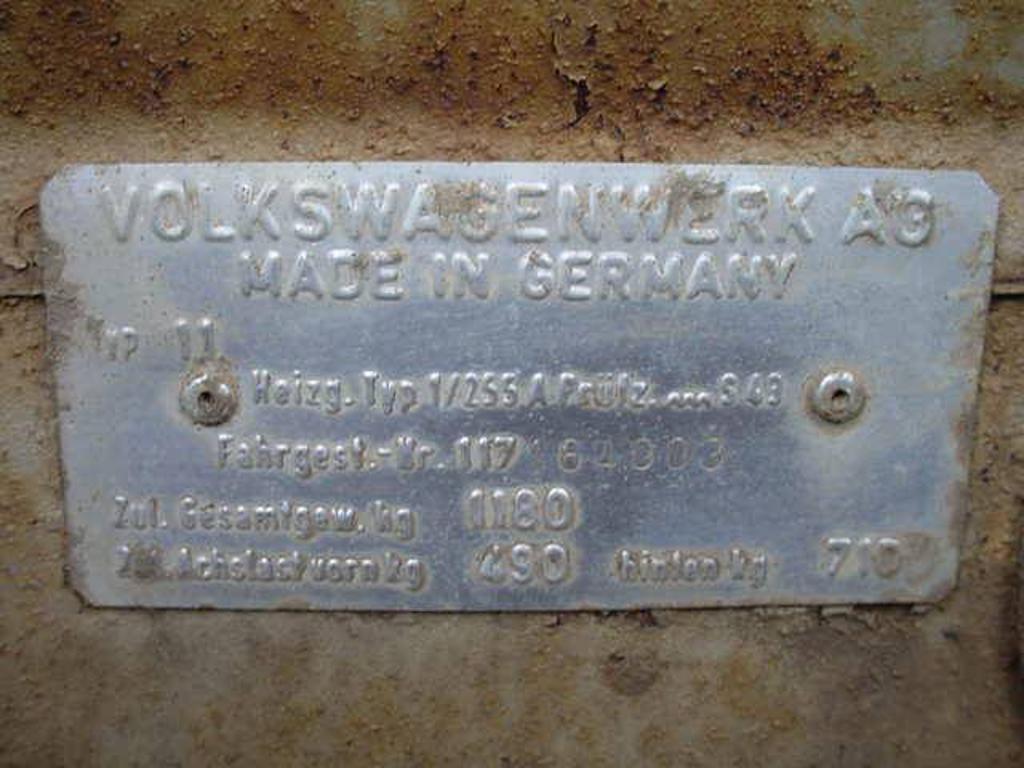 VOLKSWAGENWERK AG
MADE IN GERMANY
TYP 11
Heizg. Typ 1/255 A Prüfz. ... S 49
Fahrgest.-Nr. 117
Zul. Gesamtgew. kg 1180
Zul. Achslast vorn kg 490 hinten kg 710